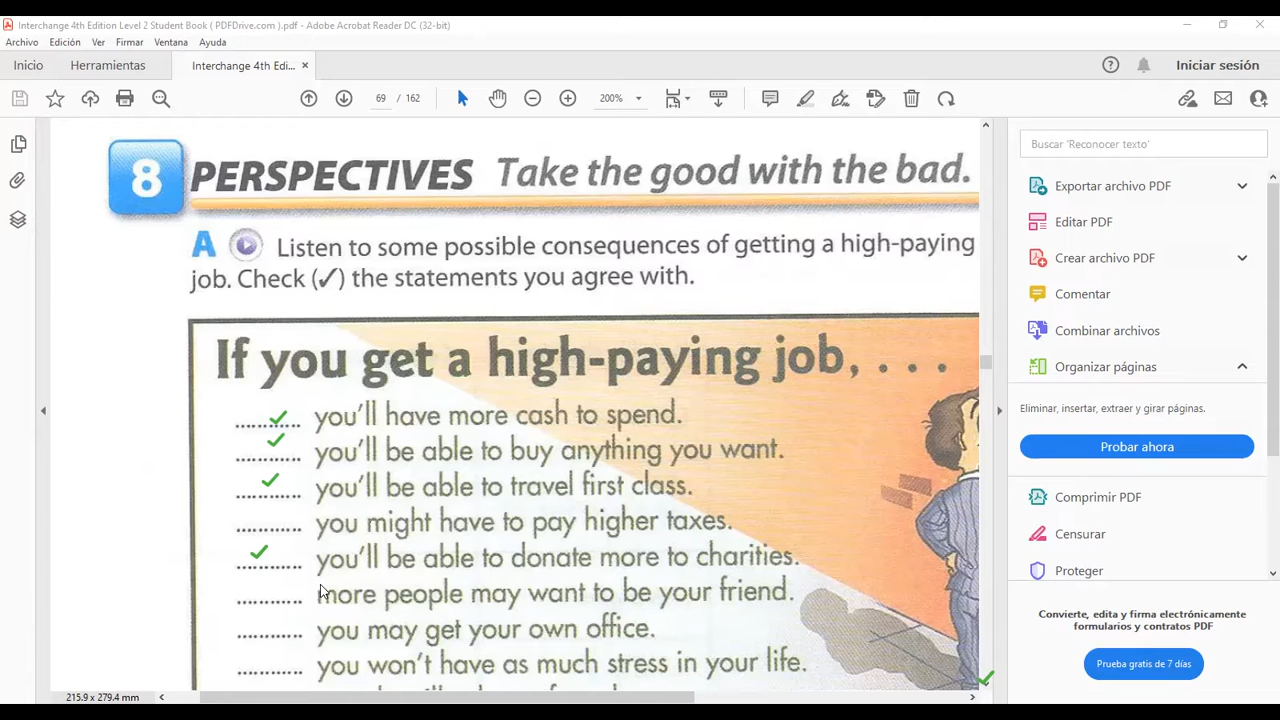 Interchange 4th Edition Level 2 Student Book ( PDFDrive.com ).pdf - Adobe Acrobat Reader DC (32-bit)
Archivo Edición Ver Firmar Ventana Ayuda
Inicio Herramientas Interchange 4th Edi... Iniciar sesión
69 / 162 200%
8 PERSPECTIVES Take the good with the bad.
A Listen to some possible consequences of getting a high-paying
job. Check (✓) the statements you agree with.
If you get a high-paying job, . . .
✓ you'll have more cash to spend.
✓ you'll be able to buy anything you want.
✓ you'll be able to travel first class.
........... you might have to pay higher taxes.
✓ you'll be able to donate more to charities.
........... more people may want to be your friend.
........... you may get your own office.
........... you won't have as much stress in your life.
215.9 x 279.4 mm
Buscar 'Reconocer texto'
Exportar archivo PDF
Editar PDF
Crear archivo PDF
Comentar
Combinar archivos
Organizar páginas
Eliminar, insertar, extraer y girar páginas.
Probar ahora
Comprimir PDF
Censurar
Proteger
Convierte, edita y firma electrónicamente
formularios y contratos PDF
Prueba gratis de 7 días